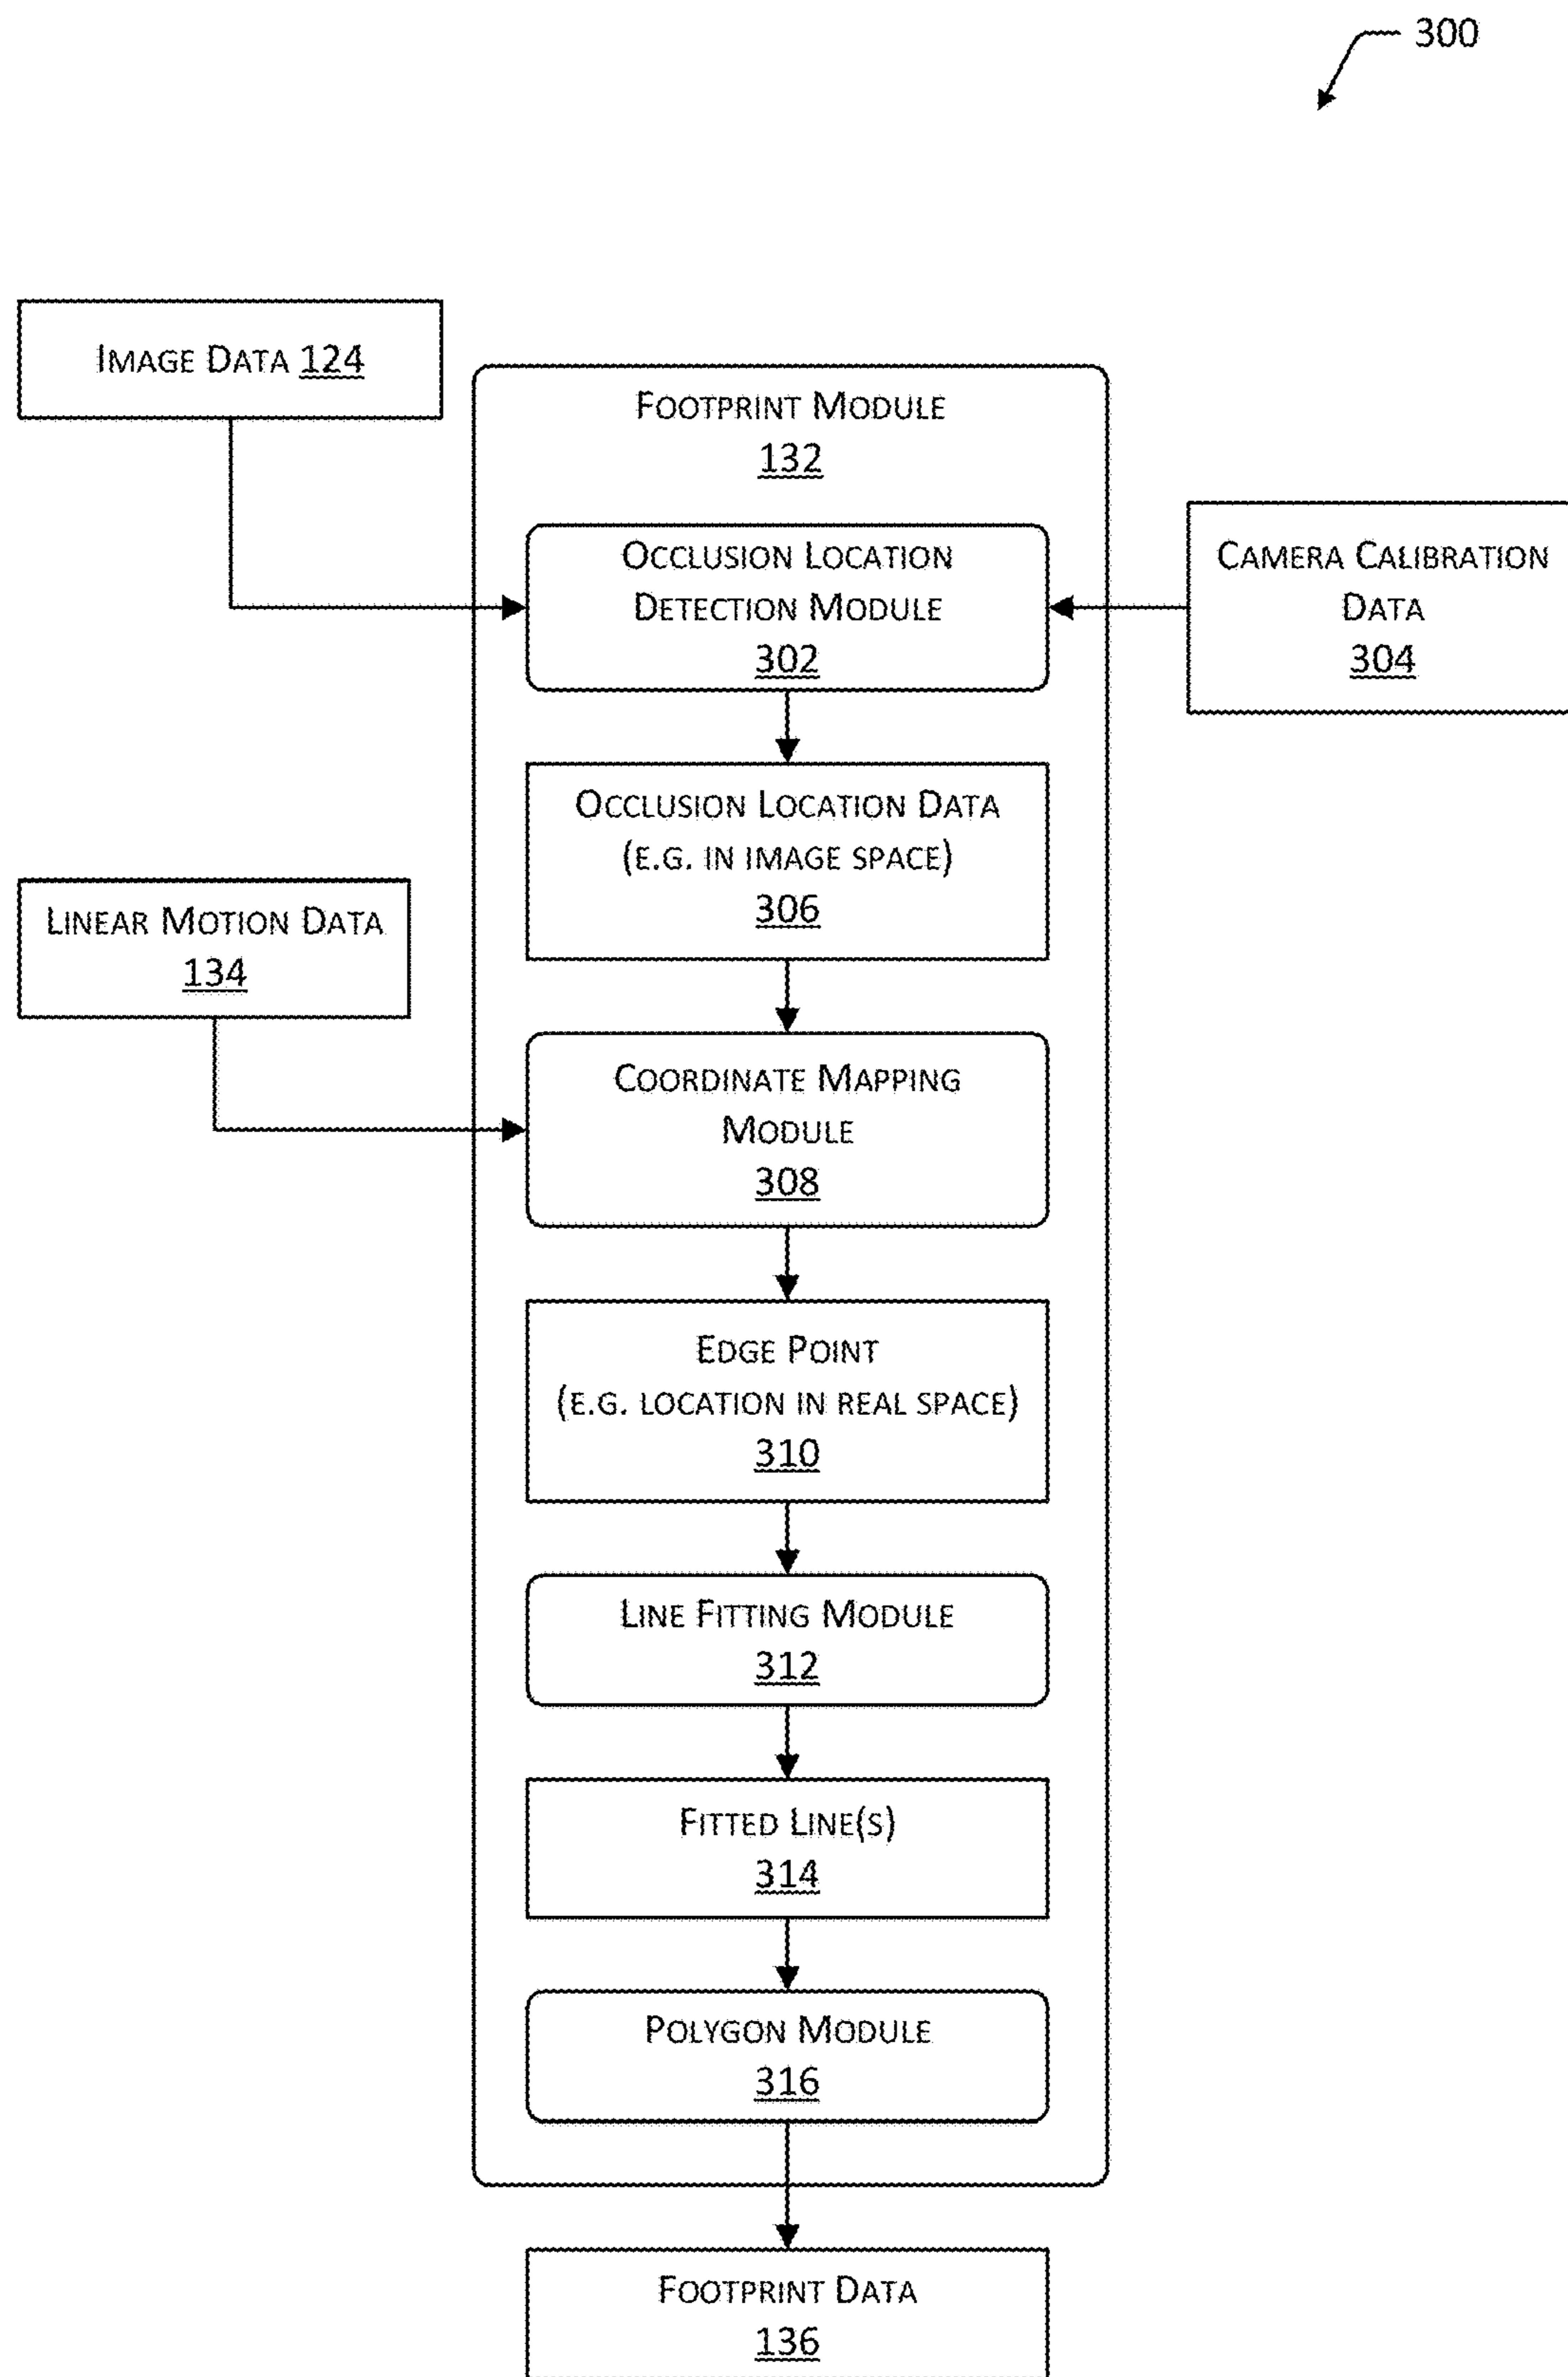 300
Image Data 124
Footprint Module
132
Occlusion Location
Detection Module
302
Camera Calibration
Data
304
Occlusion Location Data
(e.g. in image space)
306
Linear Motion Data
134
Coordinate Mapping
Module
308
Edge Point
(e.g. location in real space)
310
Line Fitting Module
312
Fitted Line(s)
314
Polygon Module
316
Footprint Data
136